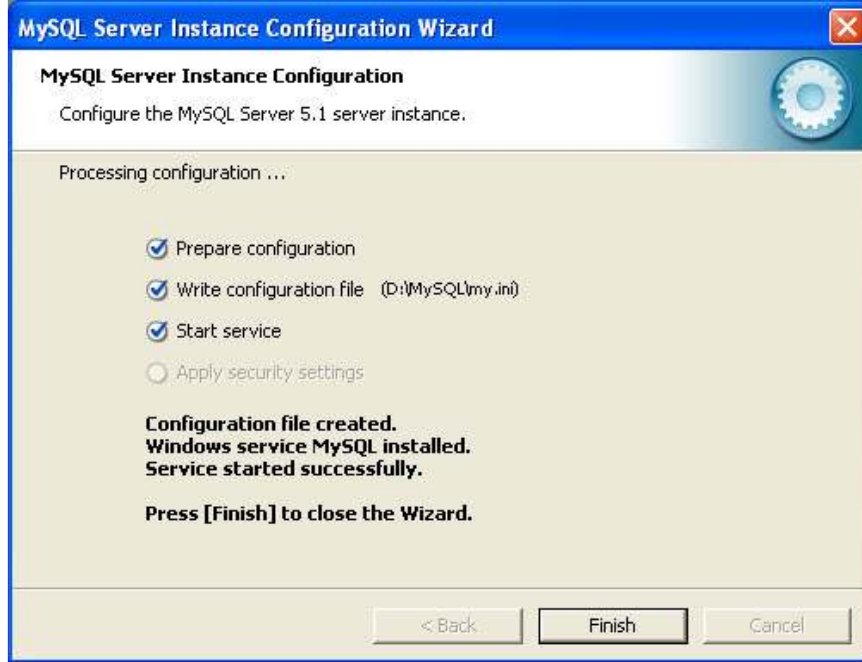 MySQL Server Instance Configuration Wizard
MySQL Server Instance Configuration
Configure the MySQL Server 5.1 server instance.
Processing configuration ...
Prepare configuration
Write configuration file (D:\MySQL\my.ini)
Start service
Apply security settings
Configuration file created.
Windows service MySQL installed.
Service started successfully.
Press [Finish] to close the Wizard.
< Back Finish Cancel